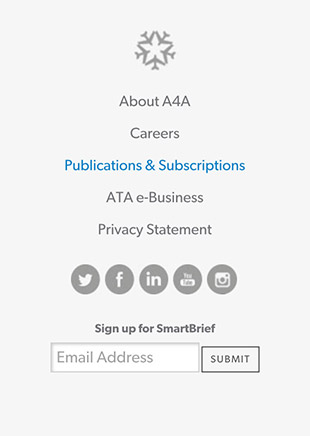 About A4A
Careers
Publications & Subscriptions
ATA e-Business
Privacy Statement
in
You Tube
Sign up for SmartBrief
Email Address
SUBMIT